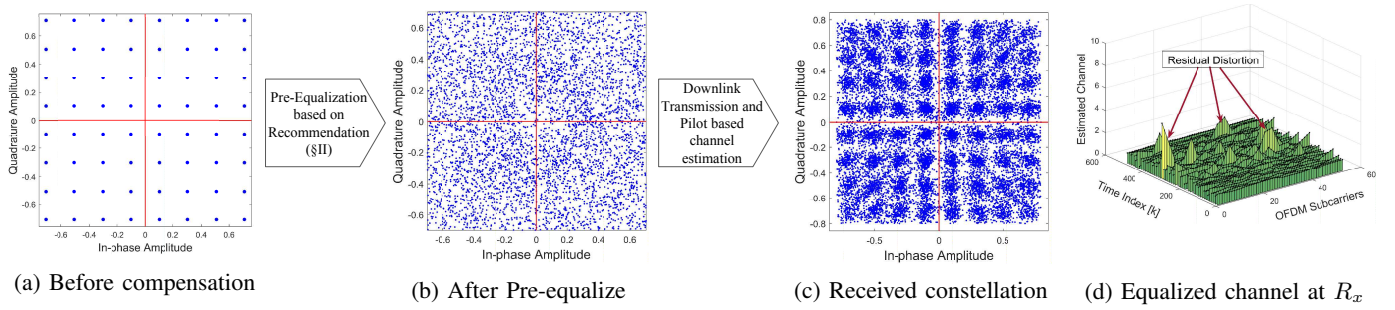 0.6
0.4
0.2
0
-0.2
-0.4
-0.6
-0.6 -0.4 -0.2 0 0.2 0.4 0.6
Quadrature Amplitude
In-phase Amplitude
(a) Before compensation
Pre-Equalization
based on
Recommendation
(§II)
0.6
0.4
0.2
0
-0.2
-0.4
-0.6
-0.6 -0.4 -0.2 0 0.2 0.4 0.6
Quadrature Amplitude
In-phase Amplitude
(b) After Pre-equalize
Downlink
Transmission and
Pilot based
channel
estimation
0.8
0.6
0.4
0.2
0
-0.2
-0.4
-0.6
-0.8
-0.5 0 0.5
Quadrature Amplitude
In-phase Amplitude
(c) Received constellation
10
8
6
4
2
0
Estimated Channel
Residual Distortion
600
400
200
0
Time Index [k]
0
20
40
60
OFDM Subcarriers
(d) Equalized channel at Rx